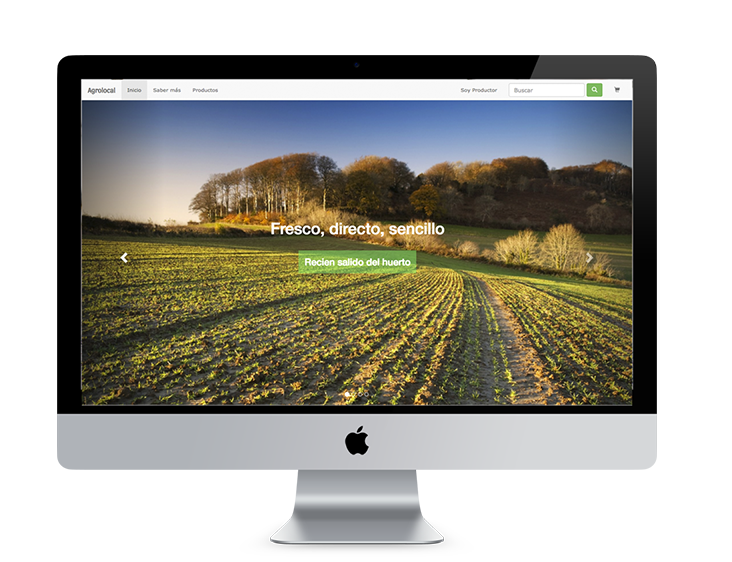 Agrolocal Inicio Saber más Productos Soy Productor Buscar
Fresco, directo, sencillo
Recien salido del huerto